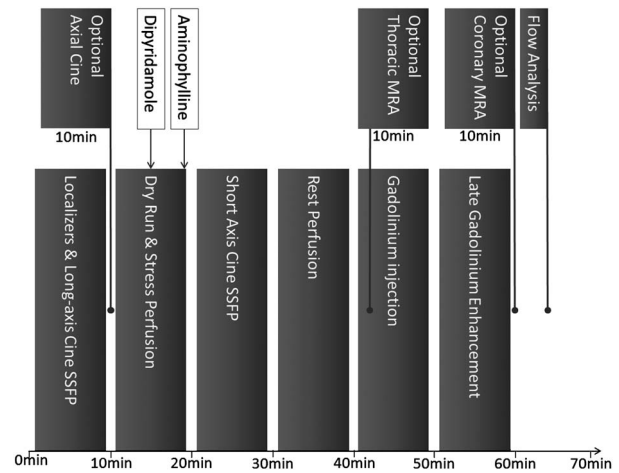 Optional
Axial Cine
10min
Dipyridamole
Aminophylline
Optional
Thoracic MRA
10min
Optional
Coronary MRA
10min
Flow Analysis
Localizers & Long-axis Cine SSFP
Dry Run & Stress Perfusion
Short Axis Cine SSFP
Rest Perfusion
Gadolinium injection
Late Gadolinium Enhancement
0min 10min 20min 30min 40min 50min 60min 70min